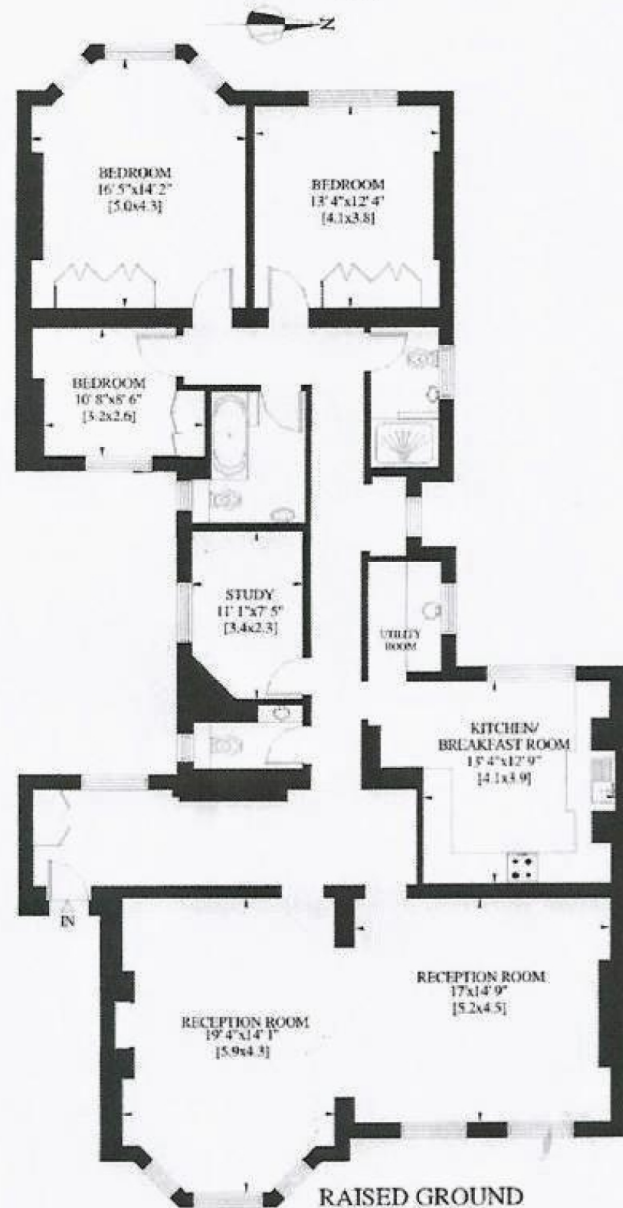 N
BEDROOM
16' 5"x14' 2"
[5.0x4.3]
BEDROOM
13' 4"x12' 4"
[4.1x3.8]
BEDROOM
10' 8"x8' 6"
[3.2x2.6]
STUDY
11' 1"x7' 5"
[3.4x2.3]
UTILITY
ROOM
KITCHEN/
BREAKFAST ROOM
13' 4"x12' 9"
[4.1x3.9]
IN
RECEPTION ROOM
17'x14' 9"
[5.2x4.5]
RECEPTION ROOM
19' 4"x14' 1"
[5.9x4.3]
RAISED GROUND